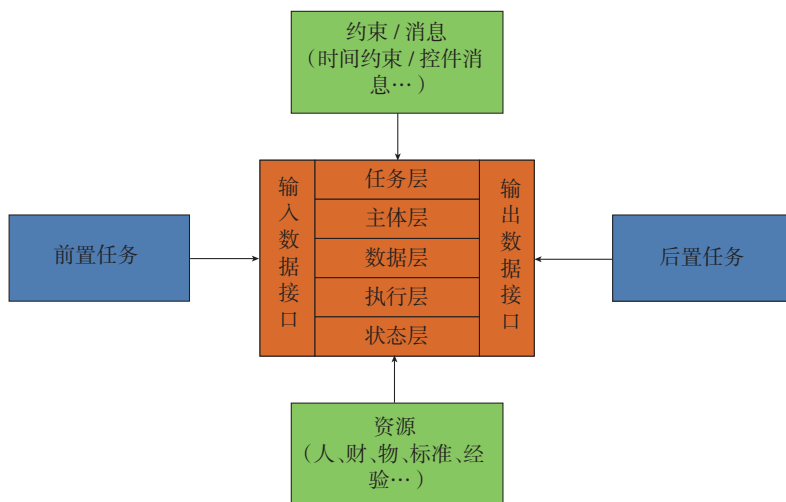 约束 / 消息
（时间约束 / 控件消
息…）
输入数据接口
任务层
主体层
数据层
执行层
状态层
输出数据接口
前置任务
后置任务
资源
（人、财、物、标准、经
验…）